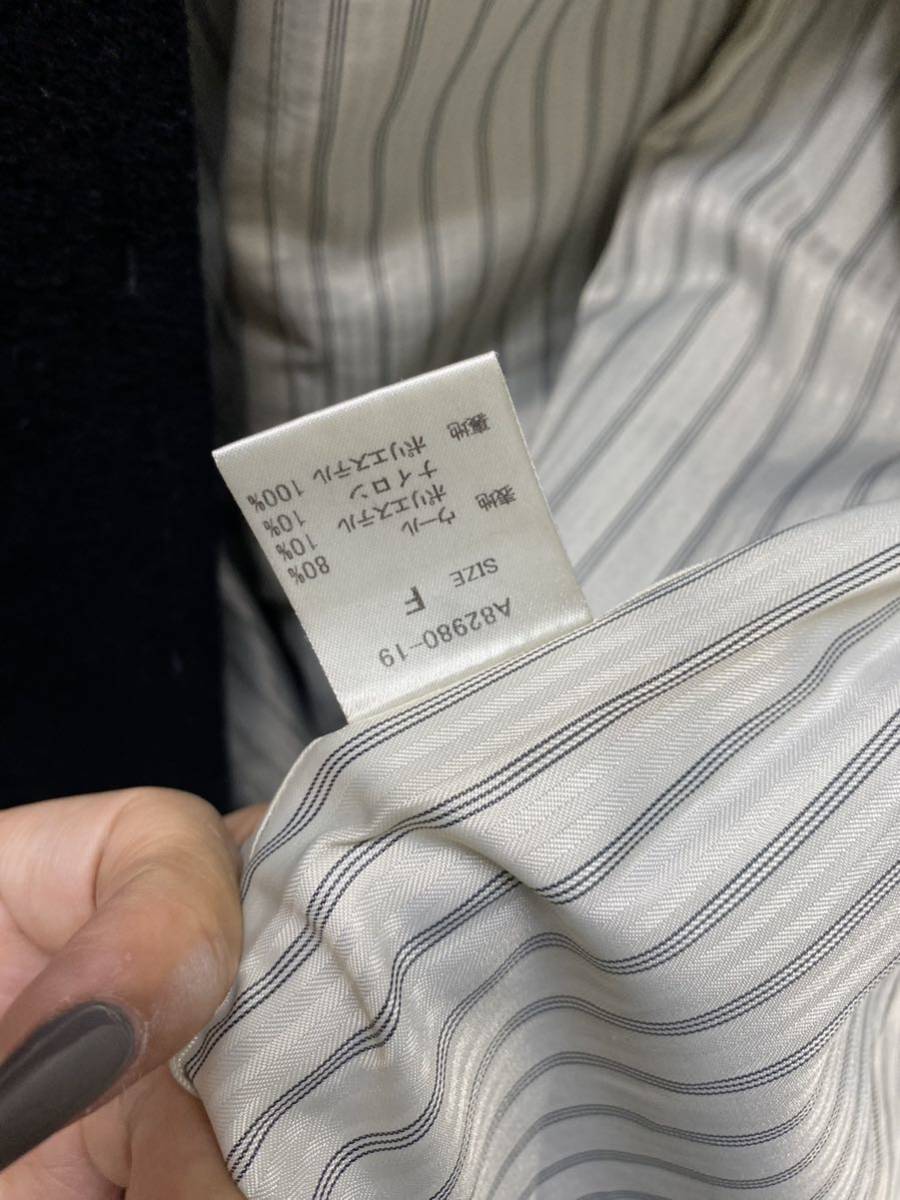 A82980-19
SIZE F
表地
ウール 80%
ポリエステル 10%
ナイロン 10%
裏地
ポリエステル 100%